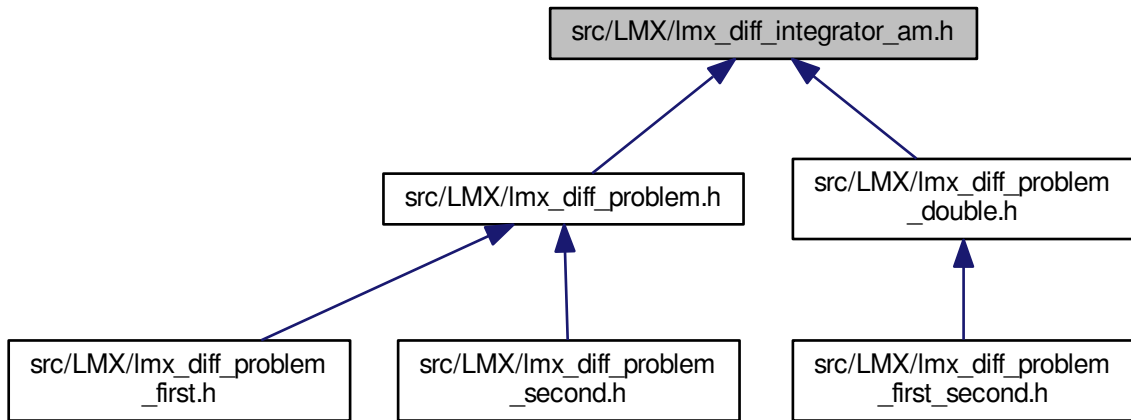 src/LMX/lmx_diff_integrator_am.h
src/LMX/lmx_diff_problem.h
src/LMX/lmx_diff_problem
_double.h
src/LMX/lmx_diff_problem
_first.h
src/LMX/lmx_diff_problem
_second.h
src/LMX/lmx_diff_problem
_first_second.h